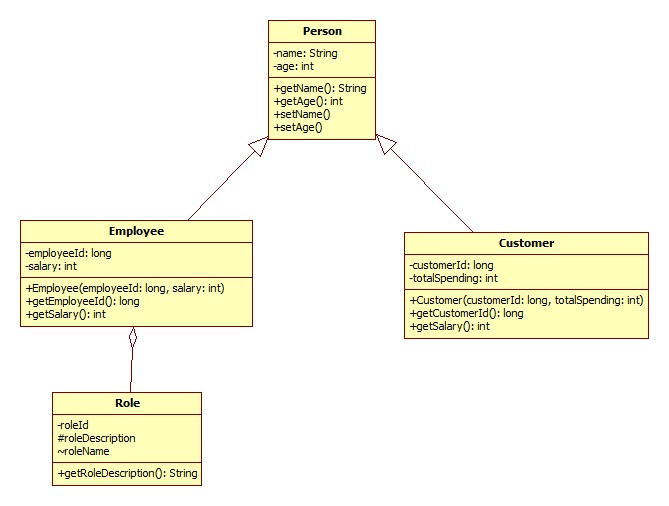 Person
-name: String
-age: int
+getName(): String
+getAge(): int
+setName()
+setAge()
Employee
-employeeId: long
-salary: int
+Employee(employeeId: long, salary: int)
+getEmployeeId(): long
+getSalary(): int
Customer
-customerId: long
-totalSpending: int
+Customer(customerId: long, totalSpending: int)
+getCustomerId(): long
+getSalary(): int
Role
-roleId
#roleDescription
~roleName
+getRoleDescription(): String